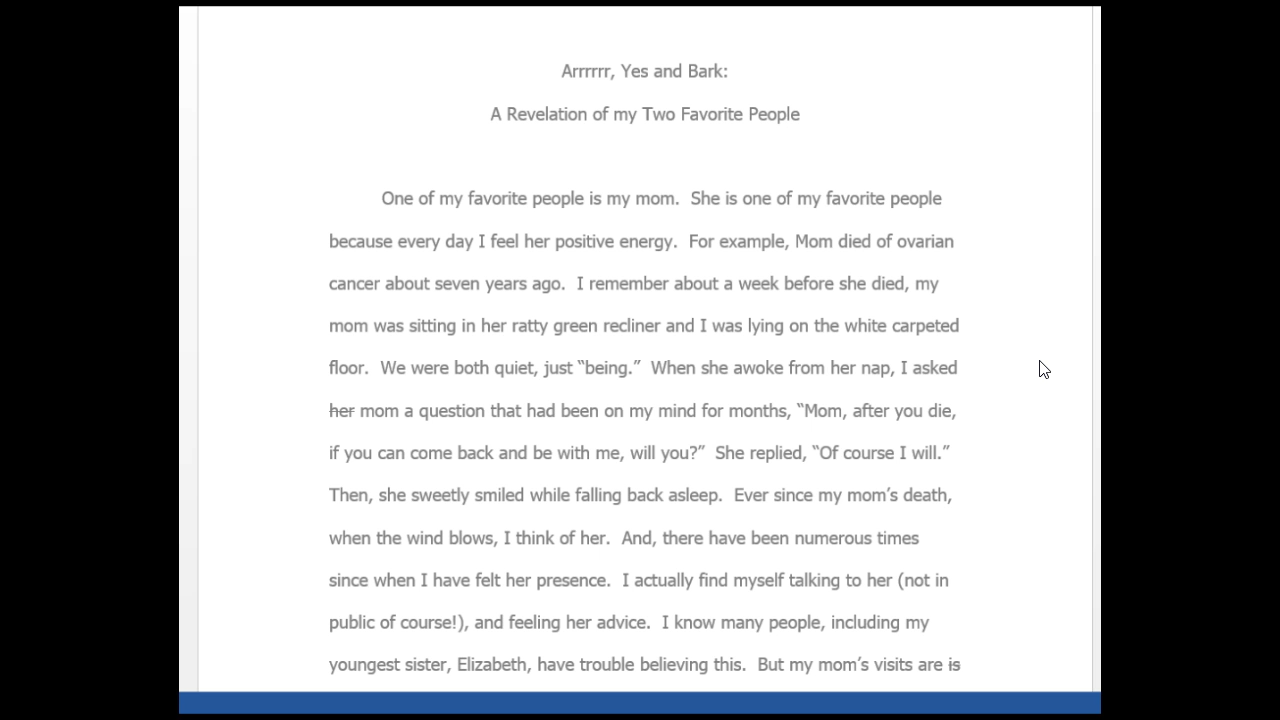 Arrrrrr, Yes and Bark:
A Revelation of my Two Favorite People
One of my favorite people is my mom.  She is one of my favorite people
because every day I feel her positive energy.  For example, Mom died of ovarian
cancer about seven years ago.  I remember about a week before she died, my
mom was sitting in her ratty green recliner and I was lying on the white carpeted
floor.  We were both quiet, just “being.”  When she awoke from her nap, I asked
her mom a question that had been on my mind for months, “Mom, after you die,
if you can come back and be with me, will you?”  She replied, “Of course I will.”
Then, she sweetly smiled while falling back asleep.  Ever since my mom’s death,
when the wind blows, I think of her.  And, there have been numerous times
since when I have felt her presence.  I actually find myself talking to her (not in
public of course!), and feeling her advice.  I know many people, including my
youngest sister, Elizabeth, have trouble believing this.  But my mom’s visits are is